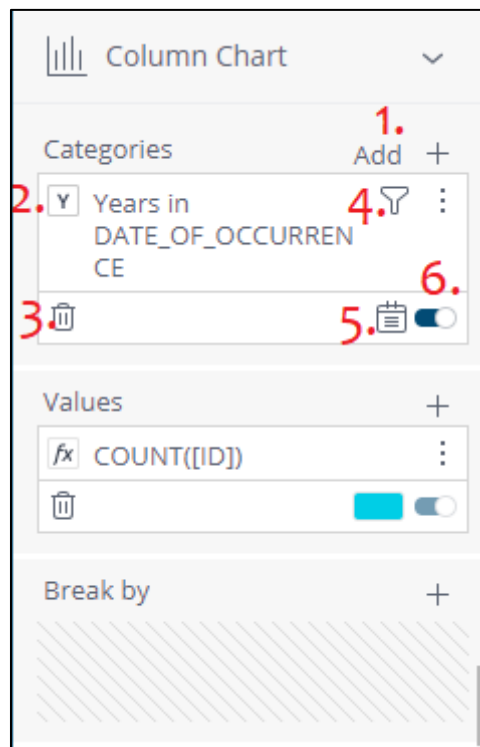 Column Chart
1.
Categories Add +
2. Y Years in 4.
DATE_OF_OCCURREN
CE
6.
3. 5.
Values +
fx COUNT([ID])
Break by +